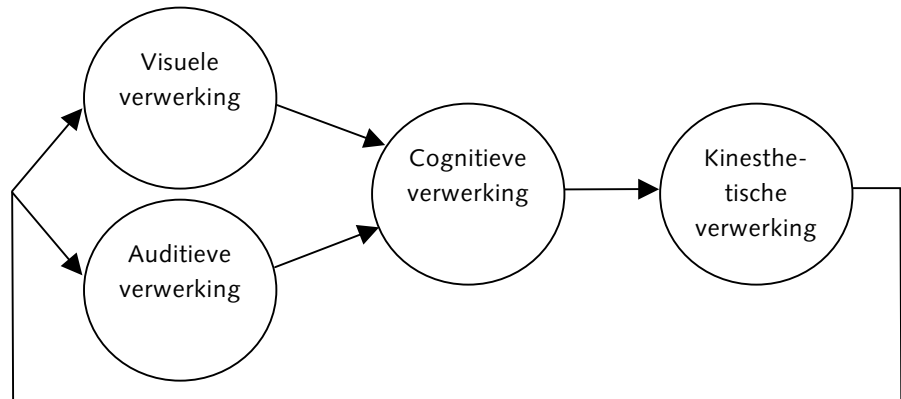 Visuele
verwerking
Auditieve
verwerking
Cognitieve
verwerking
Kinesthe-
tische
verwerking